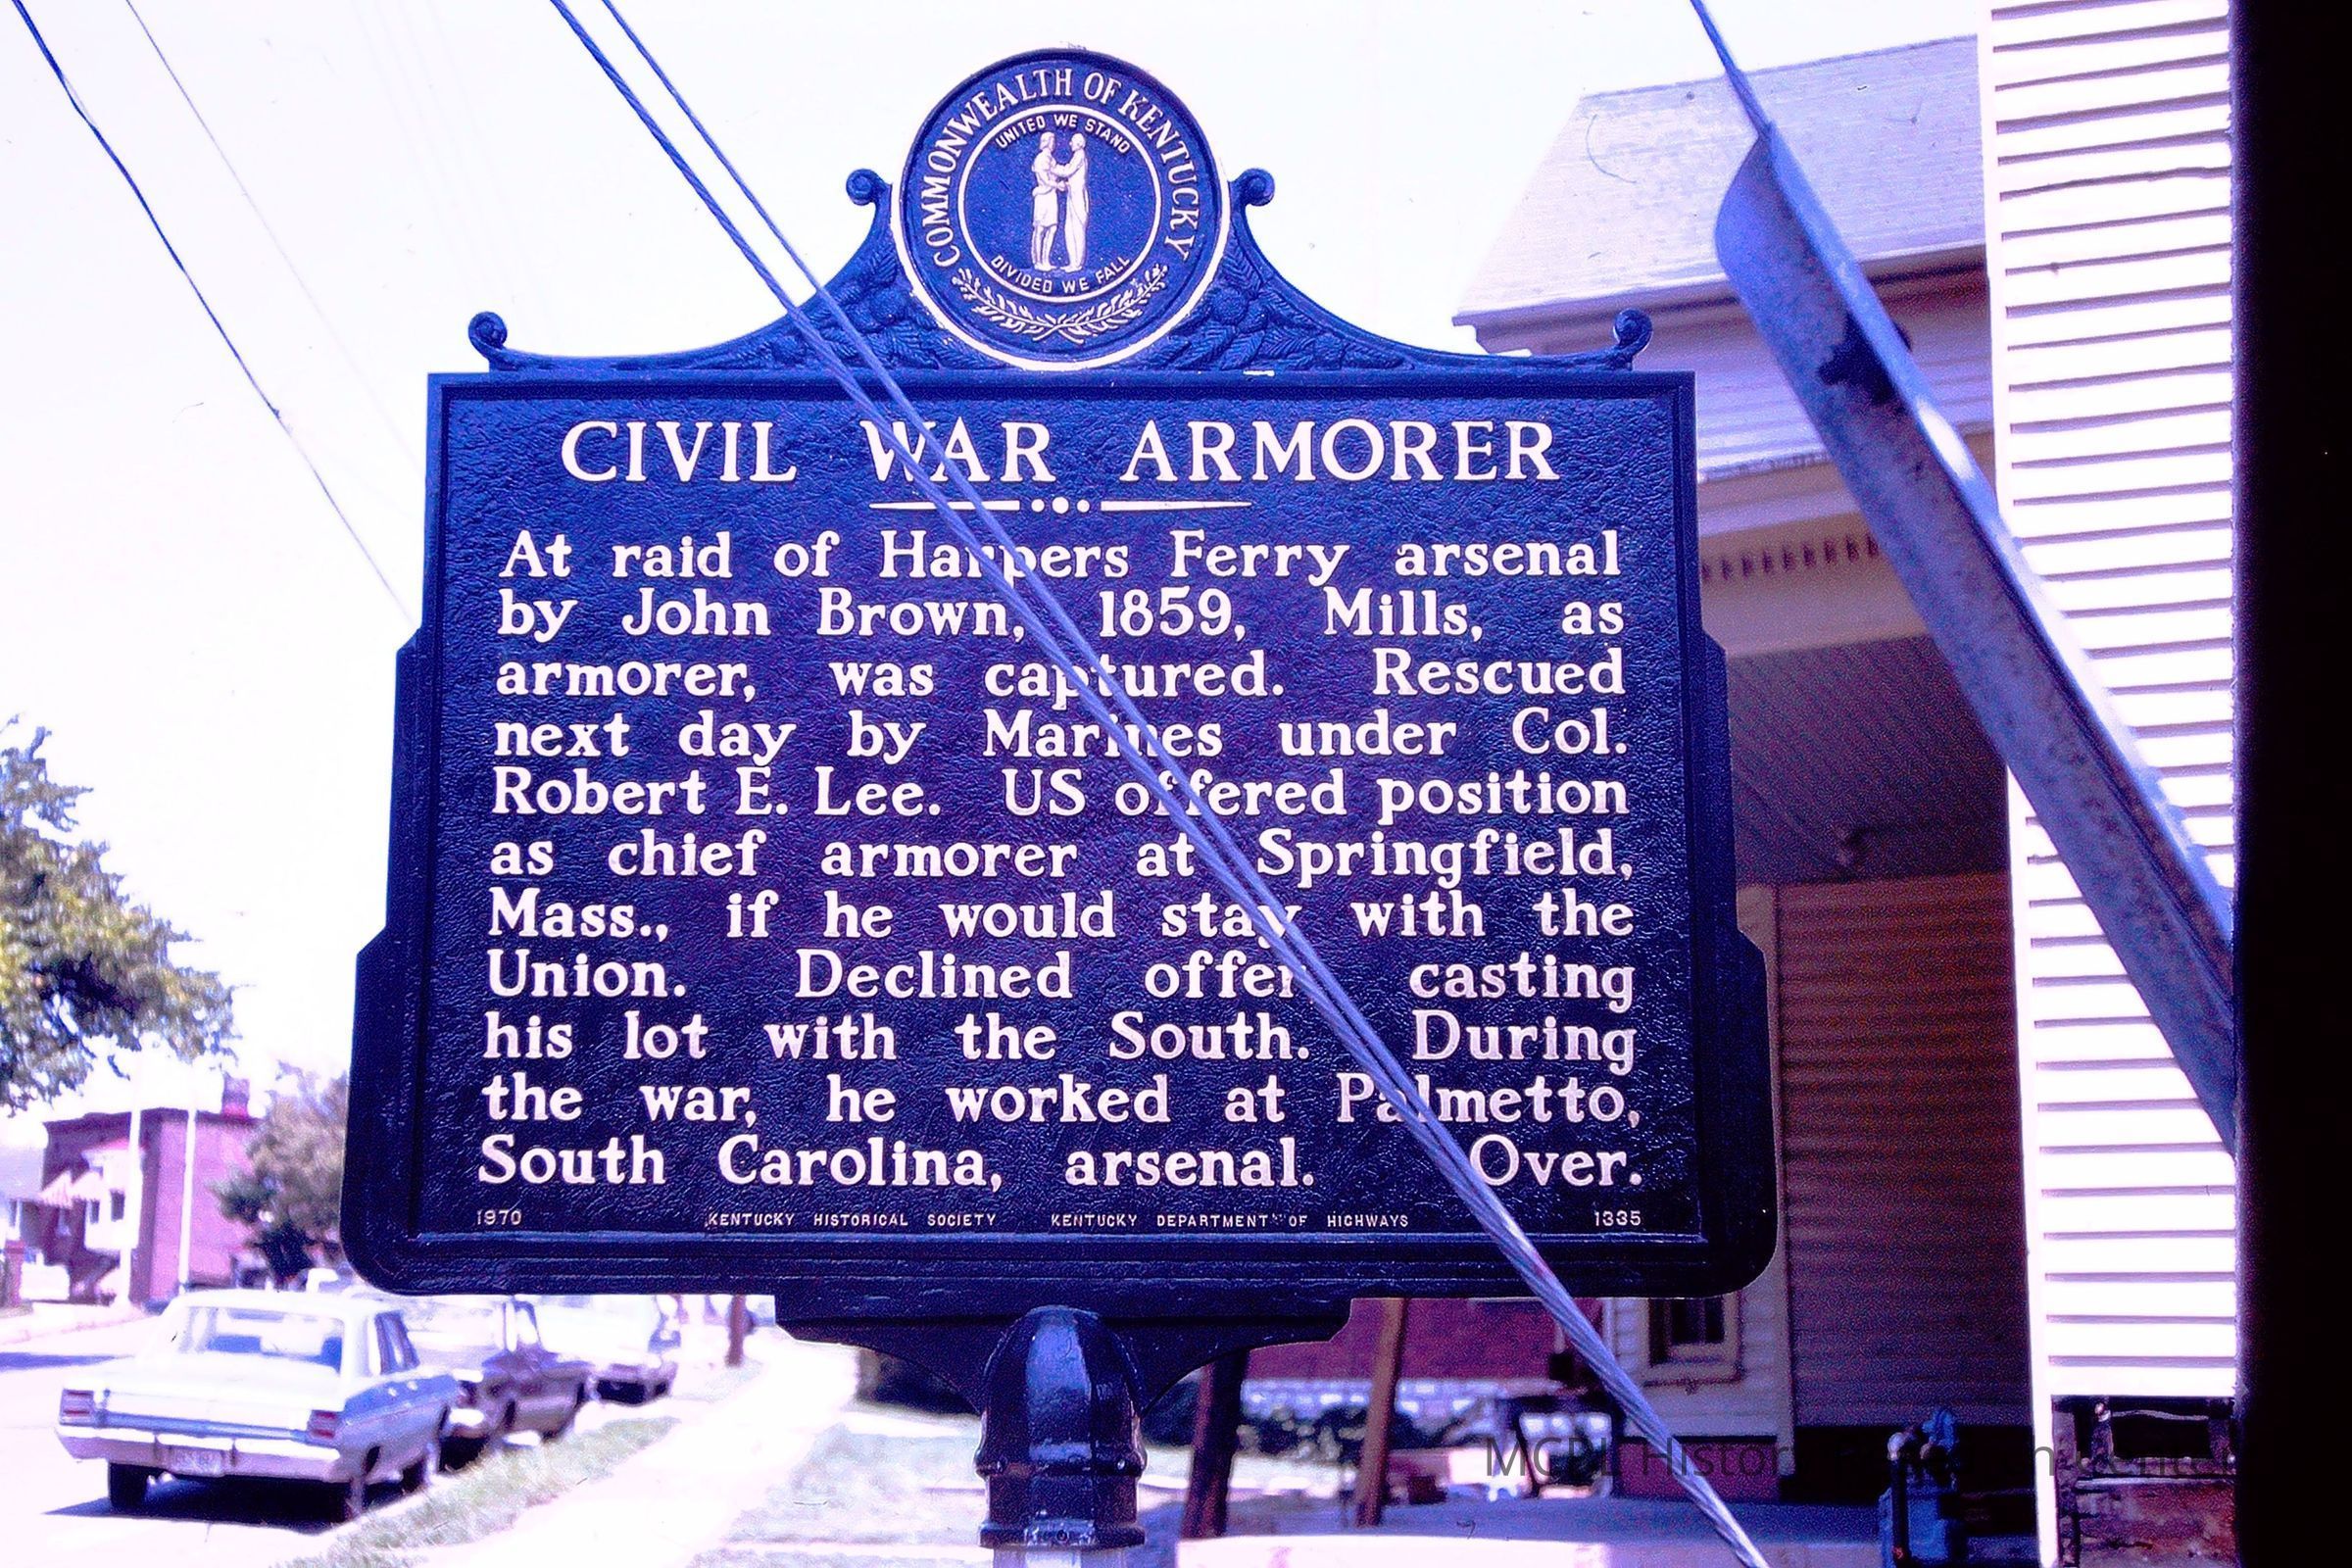 COMMONWEALTH OF KENTUCKY
UNITED WE STAND
DIVIDED WE FALL
CIVIL WAR ARMORER
At raid of Harpers Ferry arsenal
by John Brown, 1859, Mills, as
armorer, was captured. Rescued
next day by Marines under Col.
Robert E. Lee. US offered position
as chief armorer at Springfield,
Mass., if he would stay with the
Union. Declined offer, casting
his lot with the South. During
the war, he worked at Palmetto,
South Carolina, arsenal. Over.
1970 KENTUCKY HISTORICAL SOCIETY KENTUCKY DEPARTMENT OF HIGHWAYS 1335
MCPL History Research Center